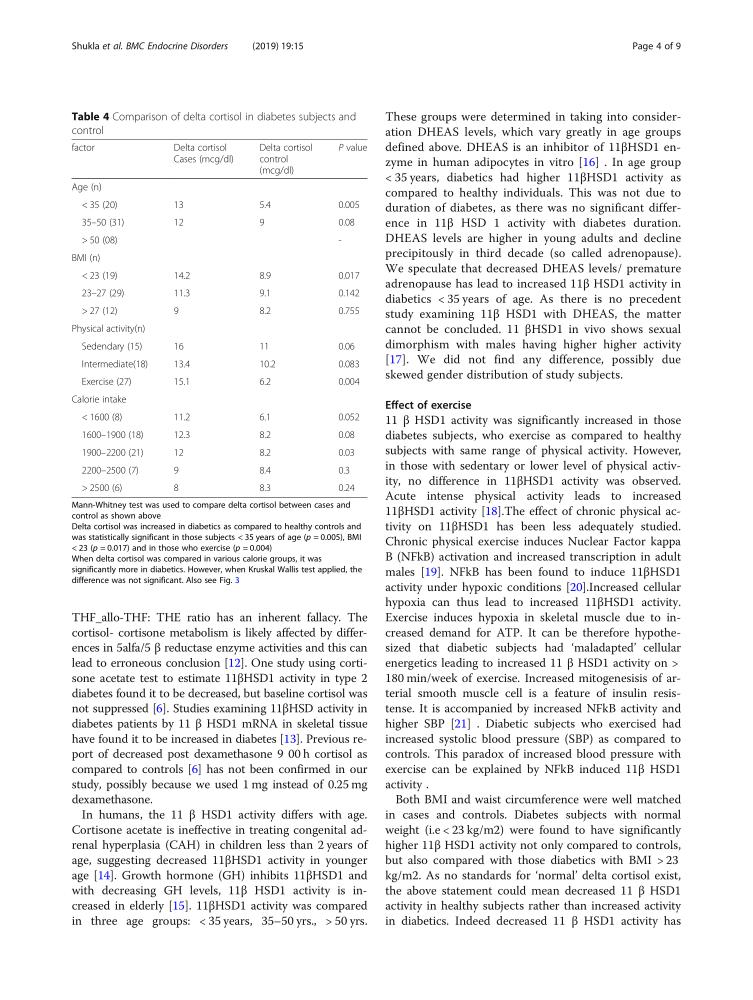 Shukla et al. BMC Endocrine Disorders (2019) 19:15 Page 4 of 9
Table 4 Comparison of delta cortisol in diabetes subjects and
control
factor Delta cortisol Cases (mcg/dl) Delta cortisol control (mcg/dl) P value
Age (n)
< 35 (20) 13 5.4 0.005
35–50 (31) 12 9 0.08
> 50 (08) -
BMI (n)
< 23 (19) 14.2 8.9 0.017
23–27 (29) 11.3 9.1 0.142
> 27 (12) 9 8.2 0.755
Physical activity(n)
Sedendary (15) 16 11 0.06
Intermediate(18) 13.4 10.2 0.083
Exercise (27) 15.1 6.2 0.004
Calorie intake
< 1600 (8) 11.2 6.1 0.052
1600–1900 (18) 12.3 8.2 0.08
1900–2200 (21) 12 8.2 0.03
2200–2500 (7) 9 8.4 0.3
> 2500 (6) 8 8.3 0.24
Mann-Whitney test was used to compare delta cortisol between cases and
control as shown above
Delta cortisol was increased in diabetics as compared to healthy controls and
was statistically significant in those subjects < 35 years of age (p = 0.005), BMI
< 23 (p = 0.017) and in those who exercise (p = 0.004)
When delta cortisol was compared in various calorie groups, it was
significantly more in diabetics. However, when Kruskal Wallis test applied, the
difference was not significant. Also see Fig. 3
THF_allo-THF: THE ratio has an inherent fallacy. The
cortisol- cortisone metabolism is likely affected by differ-
ences in 5alfa/5 β reductase enzyme activities and this can
lead to erroneous conclusion [12]. One study using corti-
sone acetate test to estimate 11βHSD1 activity in type 2
diabetes found it to be decreased, but baseline cortisol was
not suppressed [6]. Studies examining 11βHSD activity in
diabetes patients by 11 β HSD1 mRNA in skeletal tissue
have found it to be increased in diabetes [13]. Previous re-
port of decreased post dexamethasone 9 00 h cortisol as
compared to controls [6] has not been confirmed in our
study, possibly because we used 1 mg instead of 0.25 mg
dexamethasone.
In humans, the 11 β HSD1 activity differs with age.
Cortisone acetate is ineffective in treating congenital ad-
renal hyperplasia (CAH) in children less than 2 years of
age, suggesting decreased 11βHSD1 activity in younger
age [14]. Growth hormone (GH) inhibits 11βHSD1 and
with decreasing GH levels, 11β HSD1 activity is in-
creased in elderly [15]. 11βHSD1 activity was compared
in three age groups: < 35 years, 35–50 yrs., > 50 yrs.
These groups were determined in taking into consider-
ation DHEAS levels, which vary greatly in age groups
defined above. DHEAS is an inhibitor of 11βHSD1 en-
zyme in human adipocytes in vitro [16] . In age group
< 35 years, diabetics had higher 11βHSD1 activity as
compared to healthy individuals. This was not due to
duration of diabetes, as there was no significant differ-
ence in 11β HSD 1 activity with diabetes duration.
DHEAS levels are higher in young adults and decline
precipitously in third decade (so called adrenopause).
We speculate that decreased DHEAS levels/ premature
adrenopause has lead to increased 11β HSD1 activity in
diabetics < 35 years of age. As there is no precedent
study examining 11β HSD1 with DHEAS, the matter
cannot be concluded. 11 βHSD1 in vivo shows sexual
dimorphism with males having higher higher activity
[17]. We did not find any difference, possibly due
skewed gender distribution of study subjects.
Effect of exercise
11 β HSD1 activity was significantly increased in those
diabetes subjects, who exercise as compared to healthy
subjects with same range of physical activity. However,
in those with sedentary or lower level of physical activ-
ity, no difference in 11βHSD1 activity was observed.
Acute intense physical activity leads to increased
11βHSD1 activity [18].The effect of chronic physical ac-
tivity on 11βHSD1 has been less adequately studied.
Chronic physical exercise induces Nuclear Factor kappa
B (NFkB) activation and increased transcription in adult
males [19]. NFkB has been found to induce 11βHSD1
activity under hypoxic conditions [20].Increased cellular
hypoxia can thus lead to increased 11βHSD1 activity.
Exercise induces hypoxia in skeletal muscle due to in-
creased demand for ATP. It can be therefore hypothe-
sized that diabetic subjects had ‘maladapted’ cellular
energetics leading to increased 11 β HSD1 activity on >
180 min/week of exercise. Increased mitogenisesis of ar-
terial smooth muscle cell is a feature of insulin resis-
tense. It is accompanied by increased NFkB activity and
higher SBP [21] . Diabetic subjects who exercised had
increased systolic blood pressure (SBP) as compared to
controls. This paradox of increased blood pressure with
exercise can be explained by NFkB induced 11β HSD1
activity .
Both BMI and waist circumference were well matched
in cases and controls. Diabetes subjects with normal
weight (i.e < 23 kg/m2) were found to have significantly
higher 11β HSD1 activity not only compared to controls,
but also compared with those diabetics with BMI > 23
kg/m2. As no standards for ‘normal’ delta cortisol exist,
the above statement could mean decreased 11 β HSD1
activity in healthy subjects rather than increased activity
in diabetics. Indeed decreased 11 β HSD1 activity has